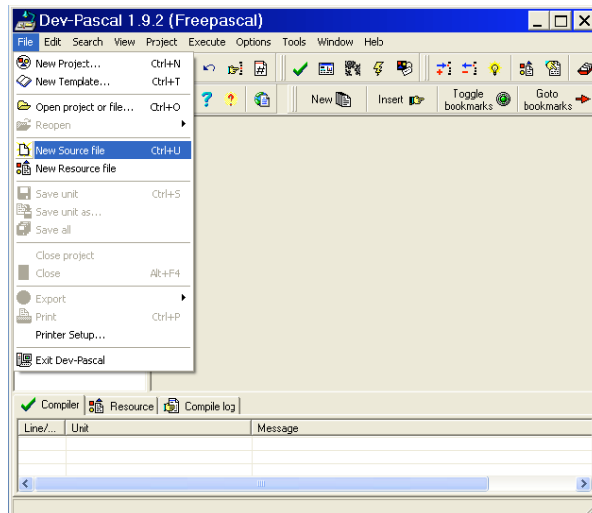 Dev-Pascal 1.9.2 (Freepascal)
File Edit Search View Project Execute Options Tools Window Help
New Project... Ctrl+N
New Template... Ctrl+T
Open project or file... Ctrl+O
Reopen
New Source file Ctrl+U
New Resource file
Save unit Ctrl+S
Save unit as...
Save all
Close project
Close Alt+F4
Export
Print Ctrl+P
Printer Setup...
Exit Dev-Pascal
New Insert Toggle bookmarks Goto bookmarks
Compiler Resource Compile log
Line/... Unit Message